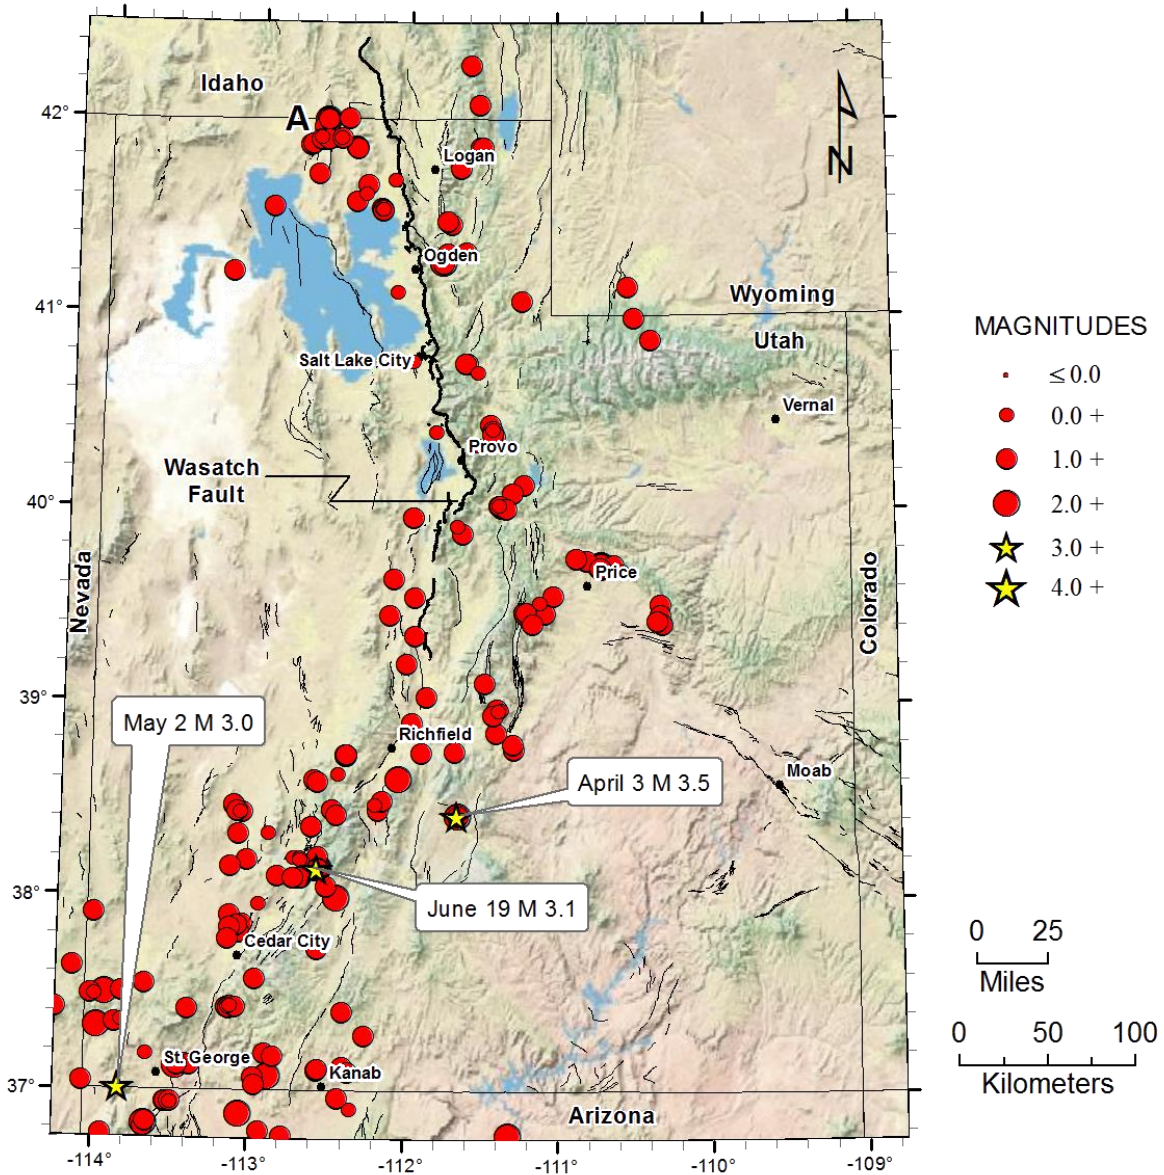 Idaho
42°
A
Logan
Ogden
41°
Wyoming
Utah
MAGNITUDES
≤ 0.0
0.0 +
1.0 +
2.0 +
3.0 +
4.0 +
N
Salt Lake City
Vernal
Provo
Wasatch
Fault
40°
Price
Nevada
Colorado
39°
May 2 M 3.0
Richfield
Moab
April 3 M 3.5
38°
June 19 M 3.1
Cedar City
0 25
Miles
0 50 100
Kilometers
St. George
Kanab
37°
Arizona
-114° -113° -112° -111° -110° -109°